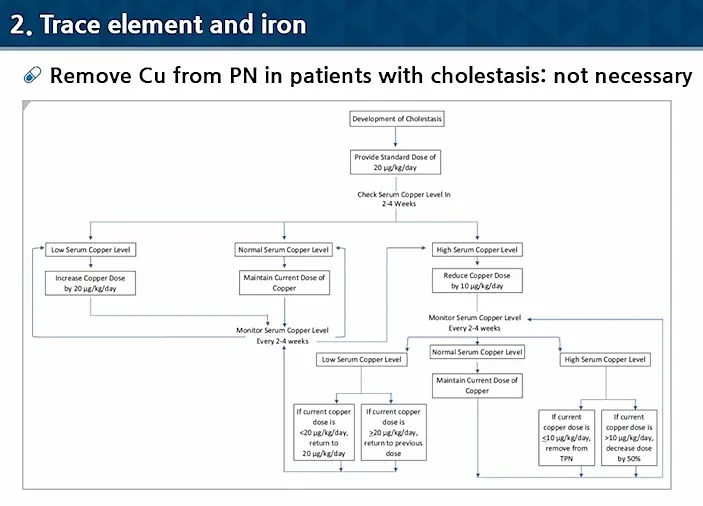 2. Trace element and iron
Remove Cu from PN in patients with cholestasis: not necessary
Development of Cholestasis
Provide Standard Dose of
20 µg/kg/day
Check Serum Copper Level In
2-4 Weeks
Low Serum Copper Level
Normal Serum Copper Level
High Serum Copper Level
Increase Copper Dose
by 20 µg/kg/day
Maintain Current Dose of
Copper
Reduce Copper Dose
by 10 µg/kg/day
Monitor Serum Copper Level
Every 2-4 weeks
Monitor Serum Copper Level
Every 2-4 weeks
Low Serum Copper Level
Normal Serum Copper Level
High Serum Copper Level
Maintain Current Dose of
Copper
If current copper
dose is
<20 µg/kg/day,
return to
20 µg/kg/day
If current copper
dose is
≥20 µg/kg/day,
return to previous
dose
If current
copper dose is
≤10 µg/kg/day,
remove from
TPN
If current
copper dose is
>10 µg/kg/day,
decrease dose
by 50%